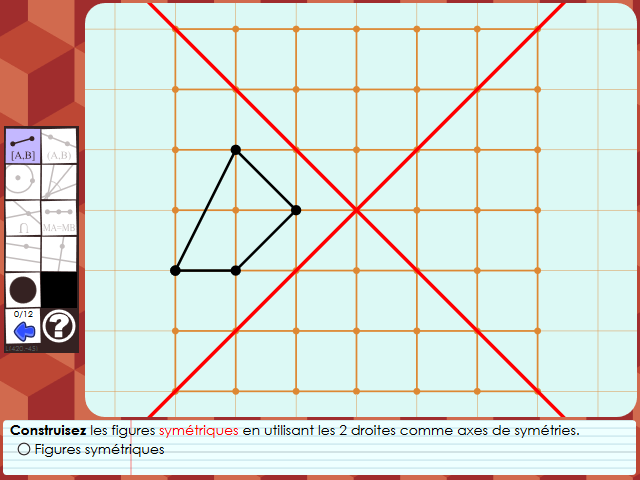 [A,B]
(A,B)
MA=MB
0/12
?
Construisez les figures symétriques en utilisant les 2 droites comme axes de symétries.
Figures symétriques